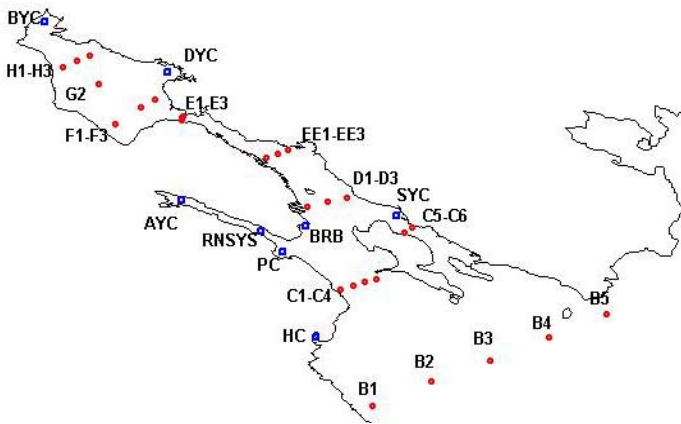 BYC
DYC
H1-H3
G2
E1-E3
F1-F3
EE1-EE3
D1-D3
SYC
AYC
C5-C6
RNSYS
BRB
PC
C1-C4
B5
HC
B4
B3
B2
B1